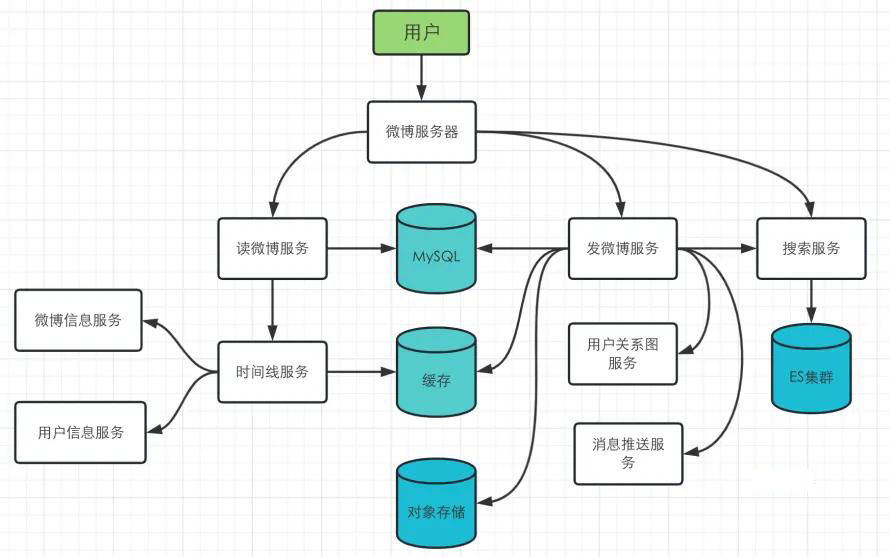 用户
微博服务器
读微博服务
MySQL
发微博服务
搜索服务
微博信息服务
用户关系图
服务
时间线服务
缓存
ES集群
用户信息服务
消息推送服
务
对象存储